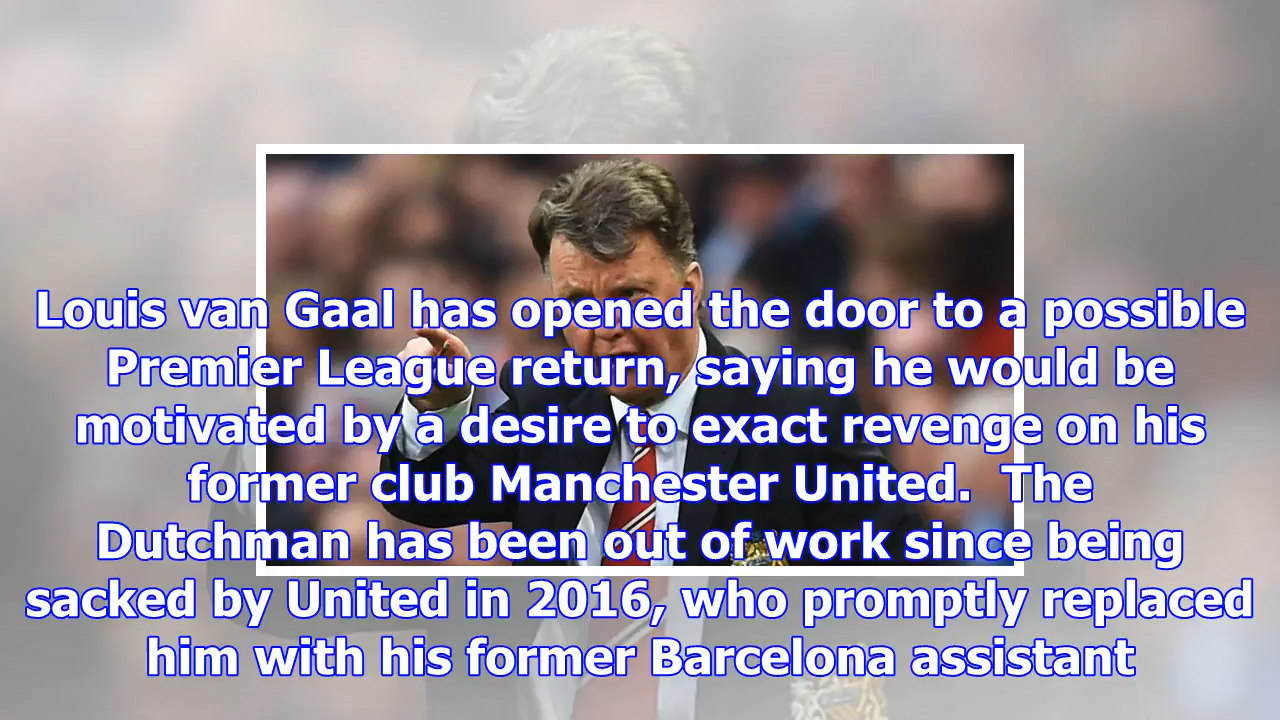 Louis van Gaal has opened the door to a possible
Premier League return, saying he would be
motivated by a desire to exact revenge on his
former club Manchester United.  The
Dutchman has been out of work since being
sacked by United in 2016, who promptly replaced
him with his former Barcelona assistant